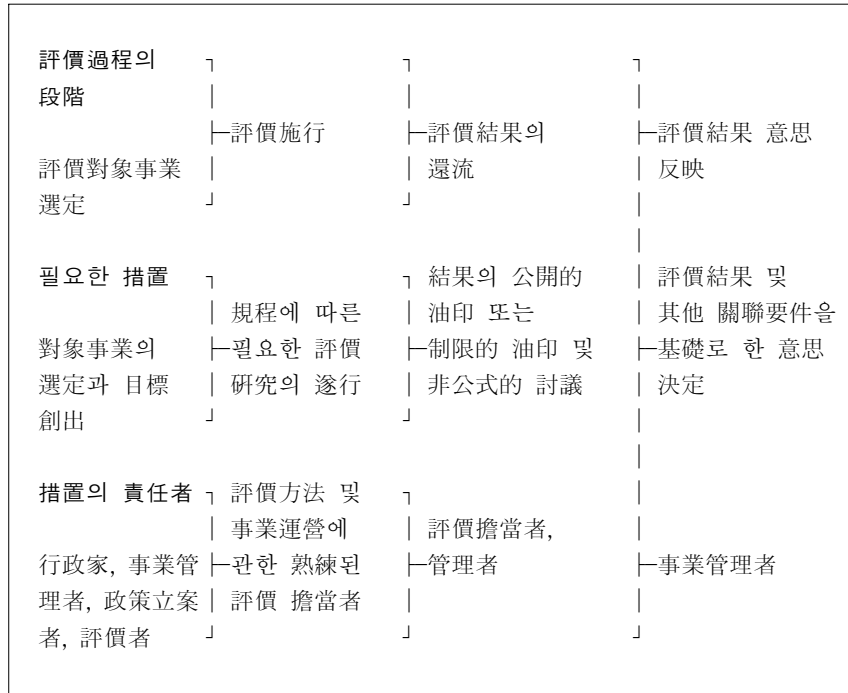 評價過程의
段階
評價施行
評價結果의
評價結果 意思
評價對象事業
還流
反映
選定
필요한 措置
結果의 公開的
評價結果 및
規程에 따른
油印 또는
其他 關聯要件을
對象事業의
필요한 評價
制限的 油印 및
基礎로 한 意思
選定과 目標
硏究의 遂行
非公式的 討議
決定
創出
措置의 責任者
評價方法 및
事業運營에
評價擔當者,
行政家, 事業管
관한 熟練된
管理者
事業管理者
理者, 政策立案
評價 擔當者
者, 評價者